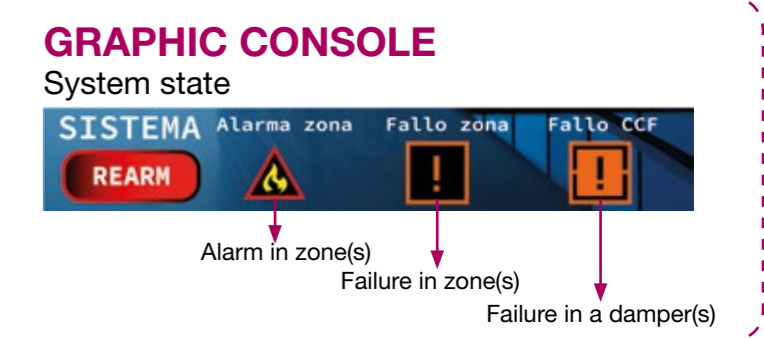 GRAPHIC CONSOLE
System state
SISTEMA Alarma zona Fallo zona Fallo CCF
REARM ! !
Alarm in zone(s)
Failure in zone(s)
Failure in a damper(s)